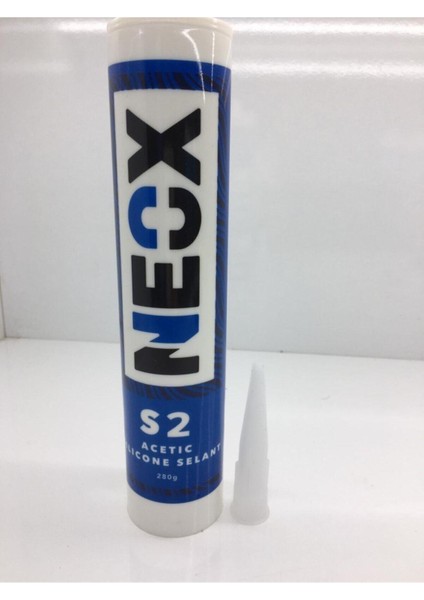 NEOX
S2
ACETIC
LICONE SELANT
280g